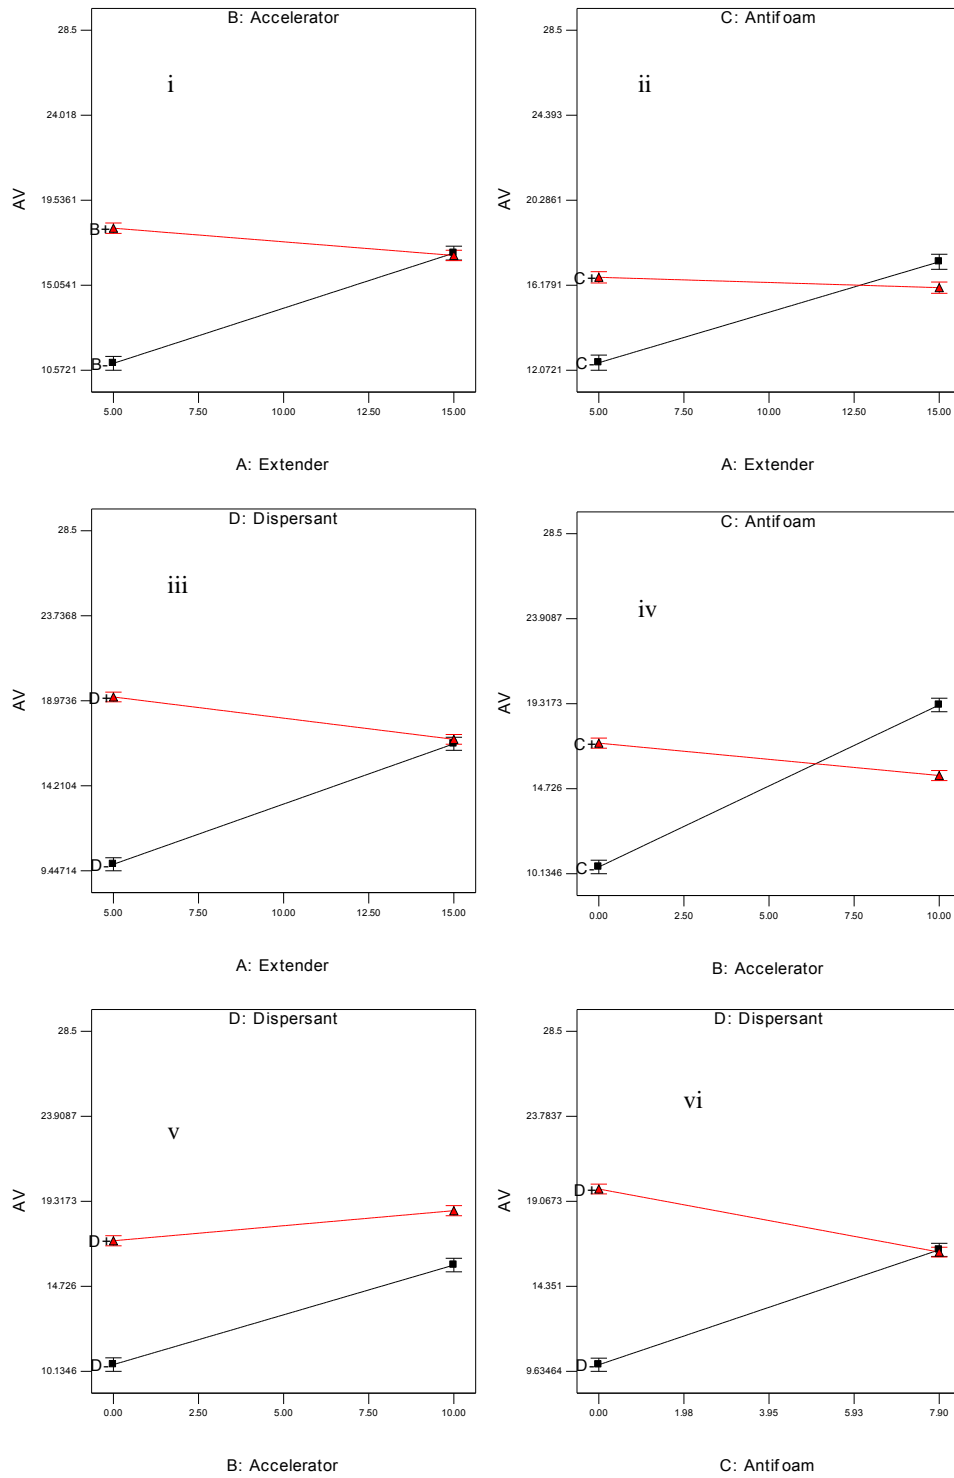 B: Accelerator
28.5
i
24.018
AV
19.5361
B+
15.0541
B-
10.5721
5.00 7.50 10.00 12.50 15.00
A: Extender
C: Antifoam
28.5
ii
24.393
AV
20.2861
C+
16.1791
C-
12.0721
5.00 7.50 10.00 12.50 15.00
A: Extender
D: Dispersant
28.5
iii
23.7368
AV
18.9736
D+
14.2104
D-
9.44714
5.00 7.50 10.00 12.50 15.00
A: Extender
C: Antifoam
28.5
iv
23.9087
AV
19.3173
C+
14.726
C-
10.1346
0.00 2.50 5.00 7.50 10.00
B: Accelerator
D: Dispersant
28.5
v
23.9087
AV
19.3173
D+
14.726
D-
10.1346
0.00 2.50 5.00 7.50 10.00
B: Accelerator
D: Dispersant
28.5
vi
23.7837
AV
19.0673
D+
14.351
D-
9.63464
0.00 1.98 3.95 5.93 7.90
C: Antifoam